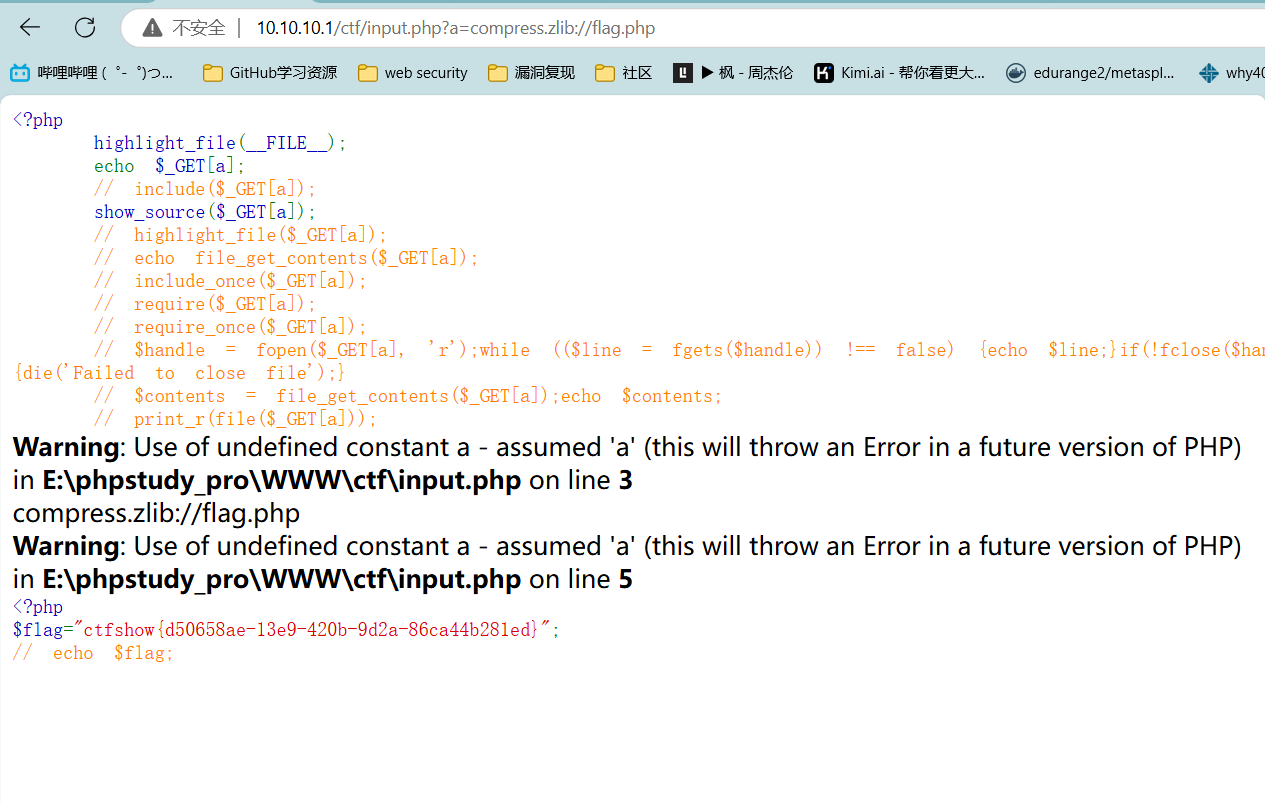 不安全 | 10.10.10.1/ctf/input.php?a=compress.zlib://flag.php
哔哩哔哩 ( ゜- ゜)つ... GitHub学习资源 web security 漏洞复现 社区 ▶ 枫 - 周杰伦 Kimi.ai - 帮你看更大... edurange2/metaspl... why40
<?php
highlight_file(__FILE__);
echo $_GET[a];
// include($_GET[a]);
show_source($_GET[a]);
// highlight_file($_GET[a]);
// echo file_get_contents($_GET[a]);
// include_once($_GET[a]);
// require($_GET[a]);
// require_once($_GET[a]);
// $handle = fopen($_GET[a], 'r');while (($line = fgets($handle)) !== false) {echo $line;}if(!fclose($han
{die('Failed to close file');}
// $contents = file_get_contents($_GET[a]);echo $contents;
// print_r(file($_GET[a]));
Warning: Use of undefined constant a - assumed 'a' (this will throw an Error in a future version of PHP)
in E:\phpstudy_pro\WWW\ctf\input.php on line 3
compress.zlib://flag.php
Warning: Use of undefined constant a - assumed 'a' (this will throw an Error in a future version of PHP)
in E:\phpstudy_pro\WWW\ctf\input.php on line 5
<?php
$flag="ctfshow{d50658ae-13e9-420b-9d2a-86ca44b281ed}";
// echo $flag;